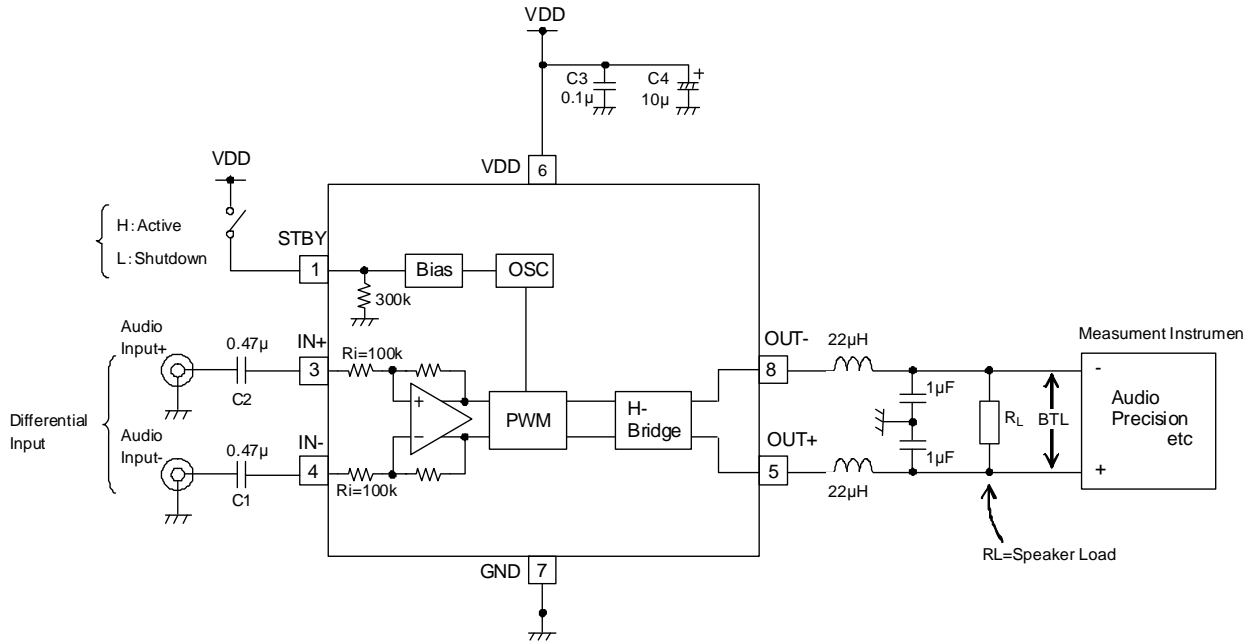 VDD
C3
0.1µ
C4
+
10µ
VDD
VDD
6
H:Active
L:Shutdown
STBY
1
Bias
OSC
300k
Audio
Input+
0.47µ
C2
IN+
3
Ri=100k
+
−
PWM
H-
Bridge
OUT-
8
22µH
1µF
1µF
RL
BTL
Measument Instrumen
-
Audio
Precision
etc
+
Differential
Input
Audio
Input-
0.47µ
C1
IN-
4
Ri=100k
OUT+
5
22µH
RL=Speaker Load
GND
7